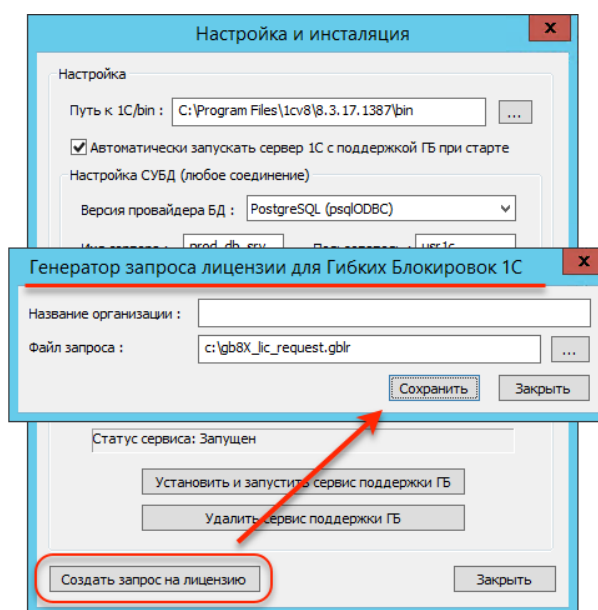 Настройка и инсталяция
x
Настройка
Путь к 1С/bin : C:\Program Files\1cv8\8.3.17.1387\bin ...
Автоматически запускать сервер 1С с поддержкой ГБ при старте
Настройка СУБД (любое соединение)
Версия провайдера БД : PostgreSQL (psqlODBC)
prod_db_srv usr1c
Генератор запроса лицензии для Гибких Блокировок 1С
x
Название организации :
Файл запроса : c:\gb8X_lic_request.gblr ...
Сохранить Закрыть
Статус сервиса: Запущен
Установить и запустить сервис поддержки ГБ
Удалить сервис поддержки ГБ
Создать запрос на лицензию Закрыть